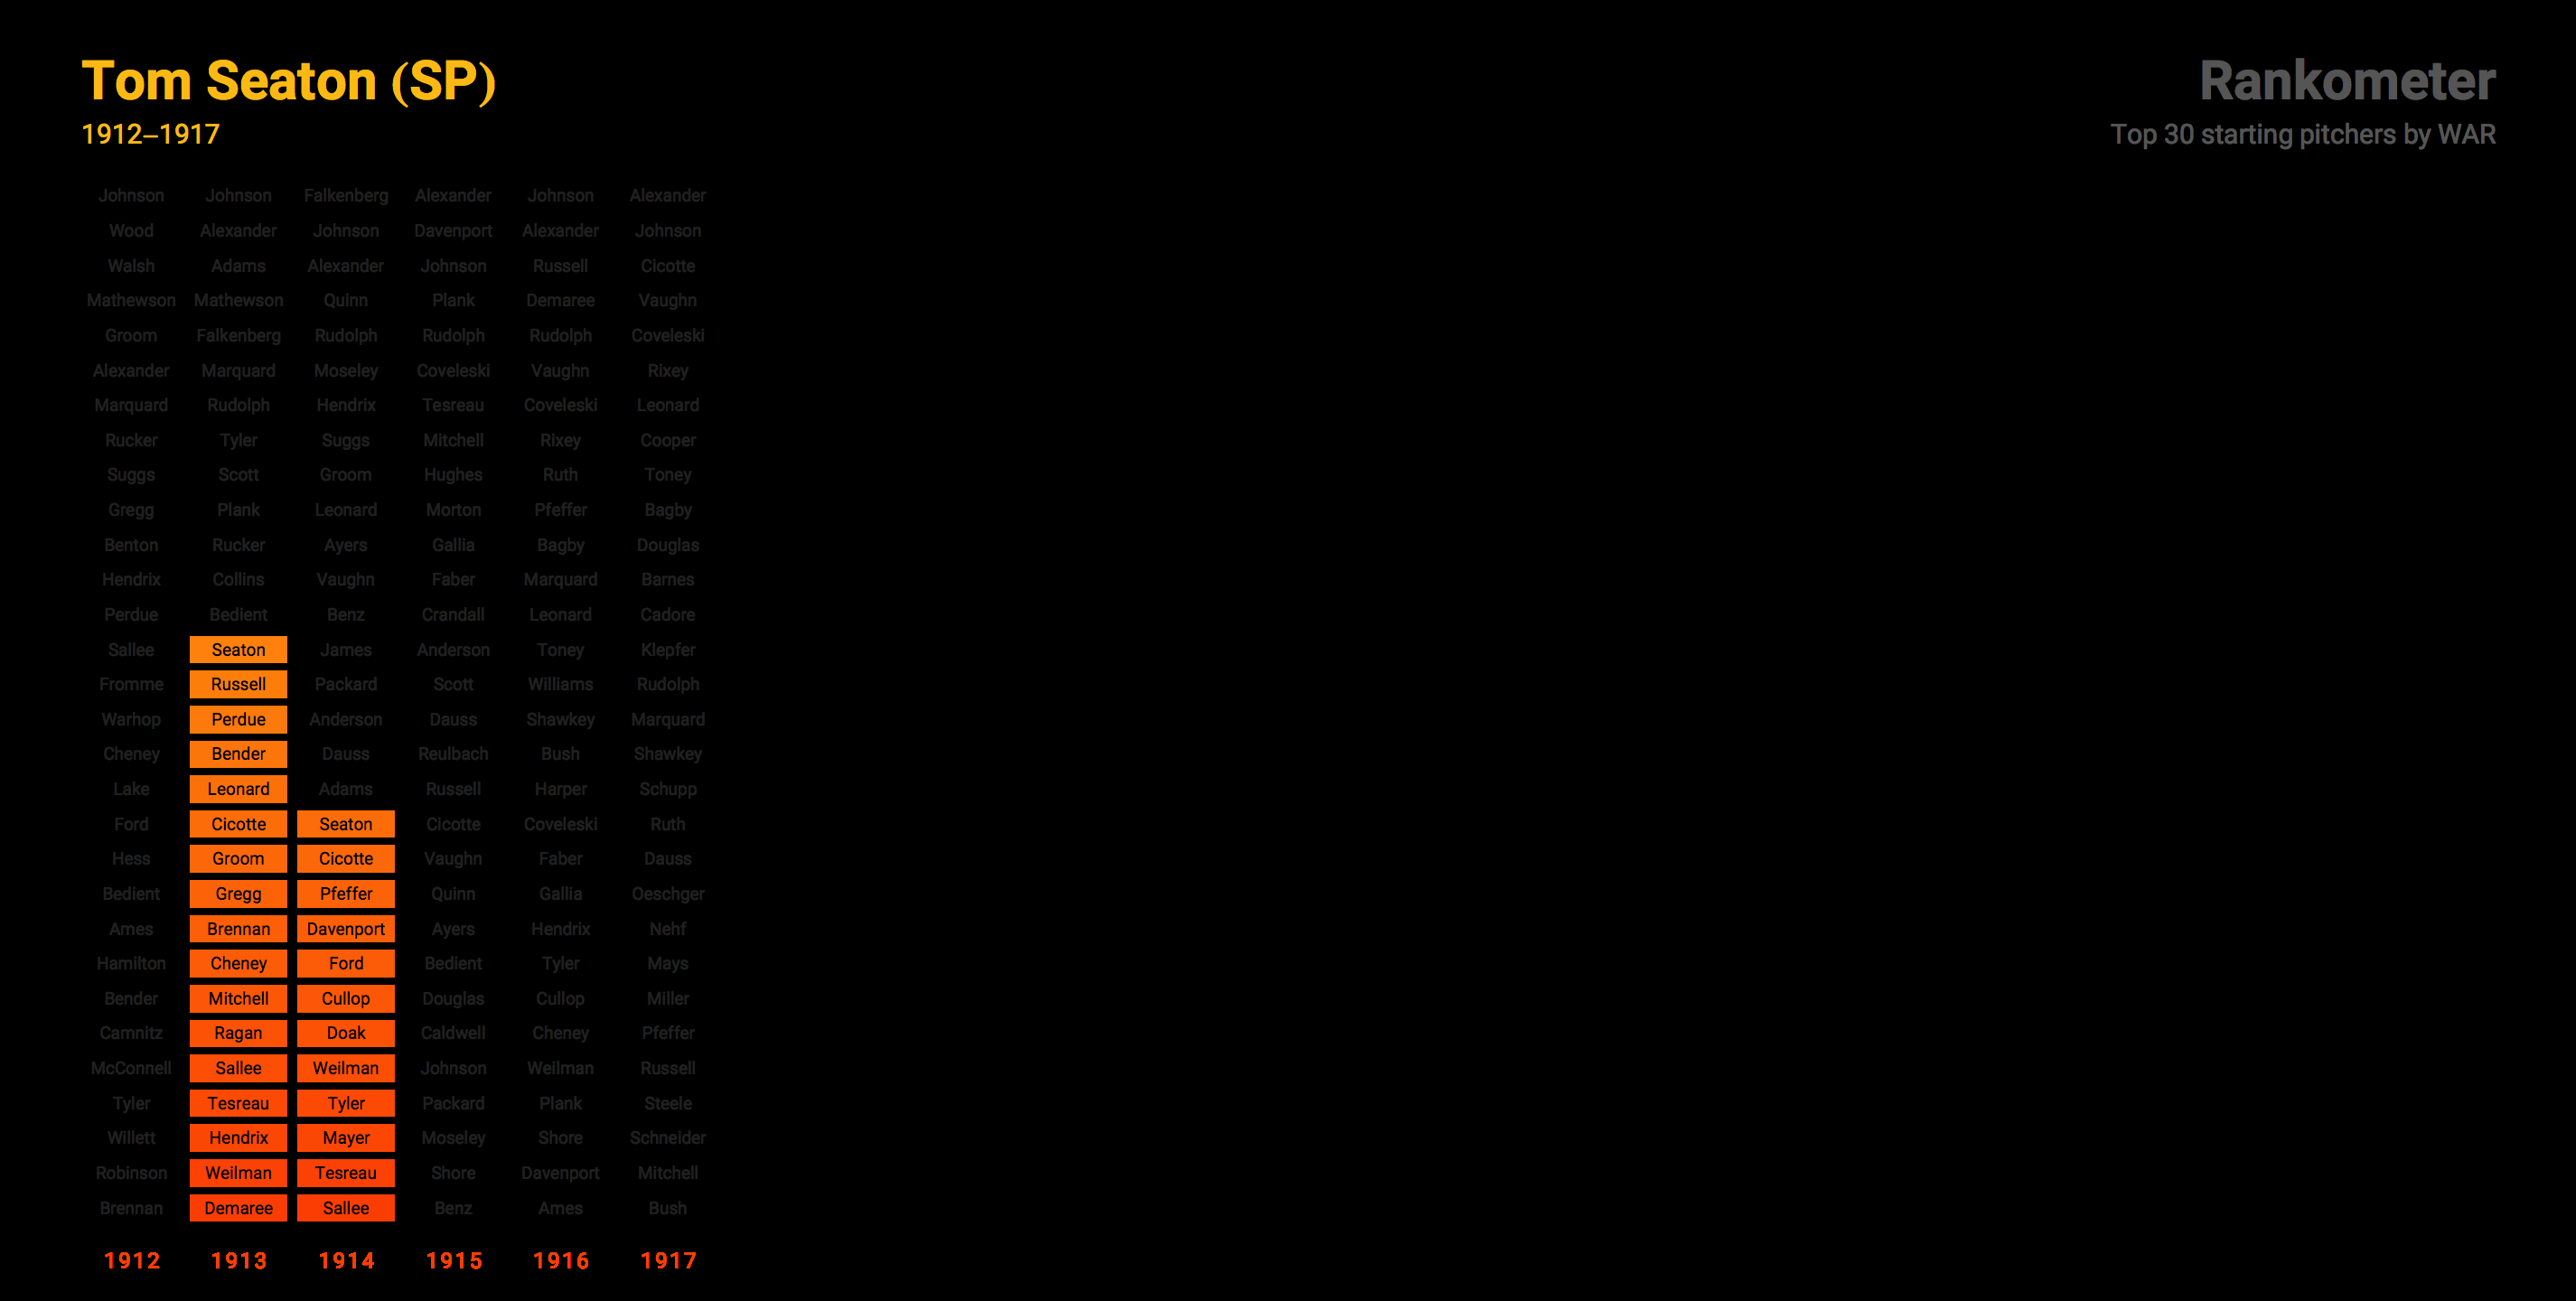 Tom Seaton (SP)
1912–1917
Rankometer
Top 30 starting pitchers by WAR
Johnson Johnson Falkenberg Alexander Johnson Alexander
Wood Alexander Johnson Davenport Alexander Johnson
Walsh Adams Alexander Johnson Russell Cicotte
Mathewson Mathewson Quinn Plank Demaree Vaughn
Groom Falkenberg Rudolph Rudolph Rudolph Coveleski
Alexander Marquard Moseley Coveleski Vaughn Rixey
Marquard Rudolph Hendrix Tesreau Coveleski Leonard
Rucker Tyler Suggs Mitchell Rixey Cooper
Suggs Scott Groom Hughes Ruth Toney
Gregg Plank Leonard Morton Pfeffer Bagby
Benton Rucker Ayers Gallia Bagby Douglas
Hendrix Collins Vaughn Faber Marquard Barnes
Perdue Bedient Benz Crandall Leonard Cadore
Sallee Seaton James Anderson Toney Klepfer
Fromme Russell Packard Scott Williams Rudolph
Warhop Perdue Anderson Dauss Shawkey Marquard
Cheney Bender Dauss Reulbach Bush Shawkey
Lake Leonard Adams Russell Harper Schupp
Ford Cicotte Seaton Cicotte Coveleski Ruth
Hess Groom Cicotte Vaughn Faber Dauss
Bedient Gregg Pfeffer Quinn Gallia Oeschger
Ames Brennan Davenport Ayers Hendrix Nehf
Hamilton Cheney Ford Bedient Tyler Mays
Bender Mitchell Cullop Douglas Cullop Miller
Camnitz Ragan Doak Caldwell Cheney Pfeffer
McConnell Sallee Weilman Johnson Weilman Russell
Tyler Tesreau Tyler Packard Plank Steele
Willett Hendrix Mayer Moseley Shore Schneider
Robinson Weilman Tesreau Shore Davenport Mitchell
Brennan Demaree Sallee Benz Ames Bush
1912 1913 1914 1915 1916 1917